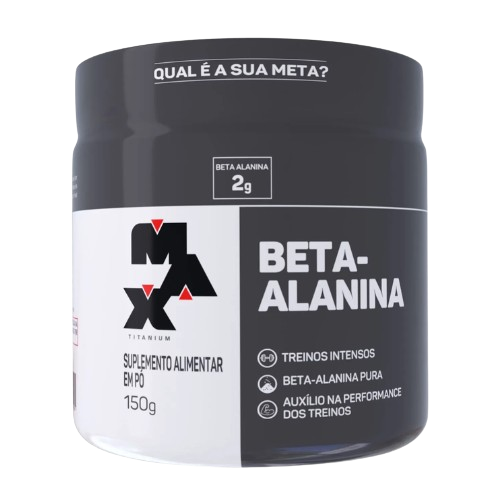 QUAL É A SUA META?
BETA ALANINA
2g
MAX
TITANIUM
SUPLEMENTO ALIMENTAR
EM PÓ
150g
BETA-
ALANINA
TREINOS INTENSOS
BETA-ALANINA PURA
AUXÍLIO NA PERFORMANCE
DOS TREINOS